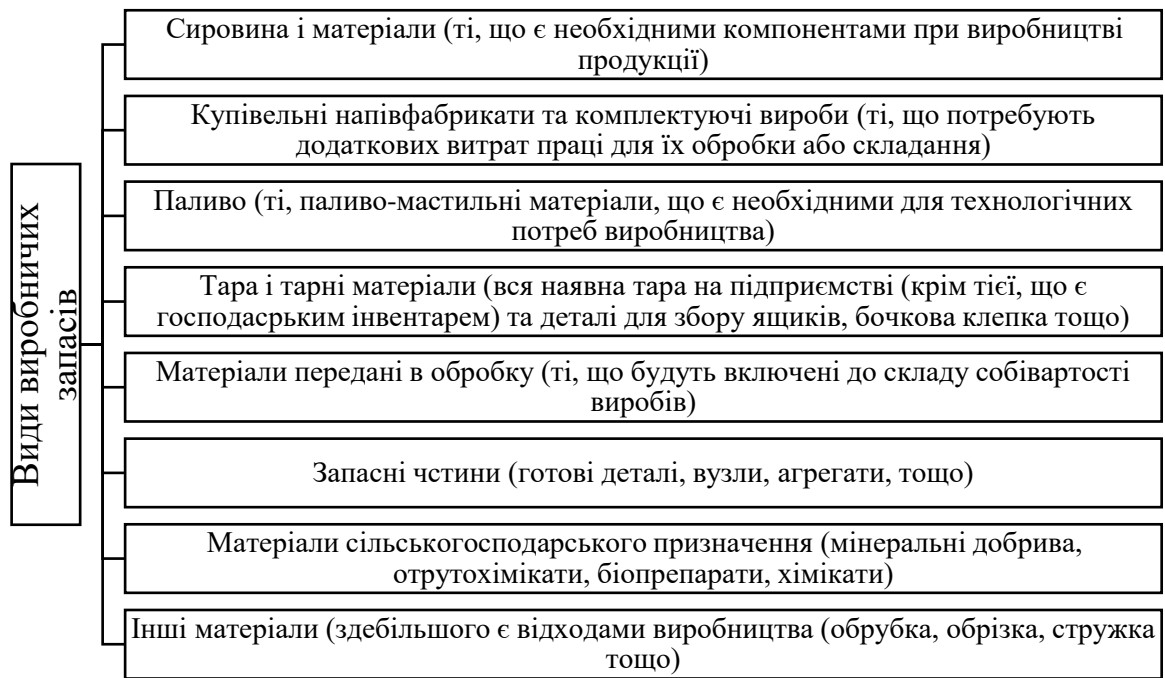 Види виробничих
запасів
Сировина і матеріали (ті, що є необхідними компонентами при виробництві
продукції)
Купівельні напівфабрикати та комплектуючі вироби (ті, що потребують
додаткових витрат праці для їх обробки або складання)
Паливо (ті, паливо-мастильні матеріали, що є необхідними для технологічних
потреб виробництва)
Тара і тарні матеріали (вся наявна тара на підприємстві (крім тієї, що є
господасрьким інвентарем) та деталі для збору ящиків, бочкова клепка тощо)
Матеріали передані в обробку (ті, що будуть включені до складу собівартості
виробів)
Запасні чстини (готові деталі, вузли, агрегати, тощо)
Матеріали сільськогосподарського призначення (мінеральні добрива,
отрутохімікати, біопрепарати, хімікати)
Інші матеріали (здебільшого є відходами виробництва (обрубка, обрізка, стружка
тощо)